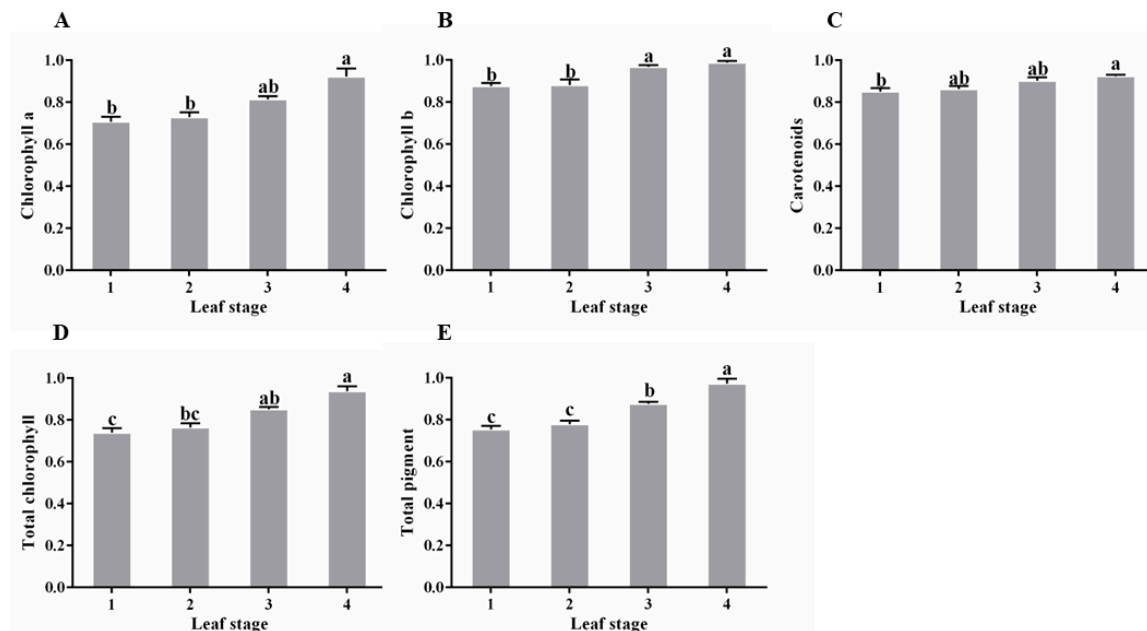 A
Chlorophyll a
1.0
0.8
0.6
0.4
0.2
0.0
b
b
ab
a
1 2 3 4
Leaf stage
B
Chlorophyll b
1.0
0.8
0.6
0.4
0.2
0.0
b
b
a
a
1 2 3 4
Leaf stage
C
Carotenoids
1.0
0.8
0.6
0.4
0.2
0.0
b
ab
ab
a
1 2 3 4
Leaf stage
D
Total chlorophyll
1.0
0.8
0.6
0.4
0.2
0.0
c
bc
ab
a
1 2 3 4
Leaf stage
E
Total pigment
1.0
0.8
0.6
0.4
0.2
0.0
c
c
b
a
1 2 3 4
Leaf stage